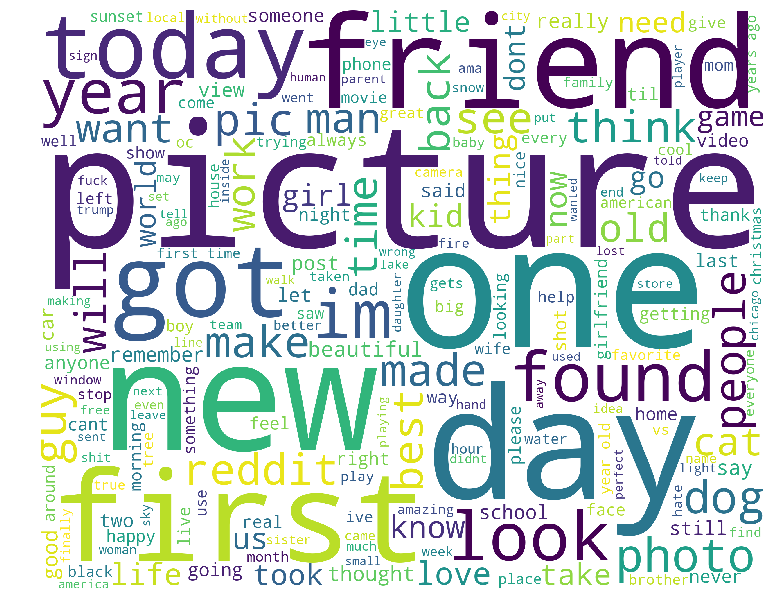 sunset local without someone
sign
today
friend
little
really need give
city
years ago
eye
human parent
ama
snow
player
mom
phone
dont
family
til
year
come
view
went movie great
back
want
pic man
see
think
game
well oc trying always
baby
put
every
cool
video
picture
show
work
thing
nice
told
fuck
left
may
world
house
inside
girl
camera
said
time
now
go
end
american
wanted
keep
trump set
tell
ago
night
kid
fire
old
thank
part
first time
will
got
post
wrong
lake
one
lost
last
christmas
walk
taken
im
daughter
gets
looking
help
store
girlfriend
people
making
let dad
big
getting
chicago
using
car
boy team
saw
better
shot
line
make
beautiful
wife
used
favorite
everyone
anyone
remember
made
found
window
stop
something
new
way hand
away
idea
vs
guy
next
free even
leave
cant
sent
feel
playing
best
day
please
home
cat
hour
water
year old
morning
tree
shit
reddit
right
didnt
name
say
true
use
play
perfect
light
around
first
amazing
face
hate
dog
good
finally
two
sky
live
real
ive
know
school
look
still
find
happy
us
came
woman
sister
much
week
month
small
photo
black
life
going
took
thought
love
place
take
brother
never
america